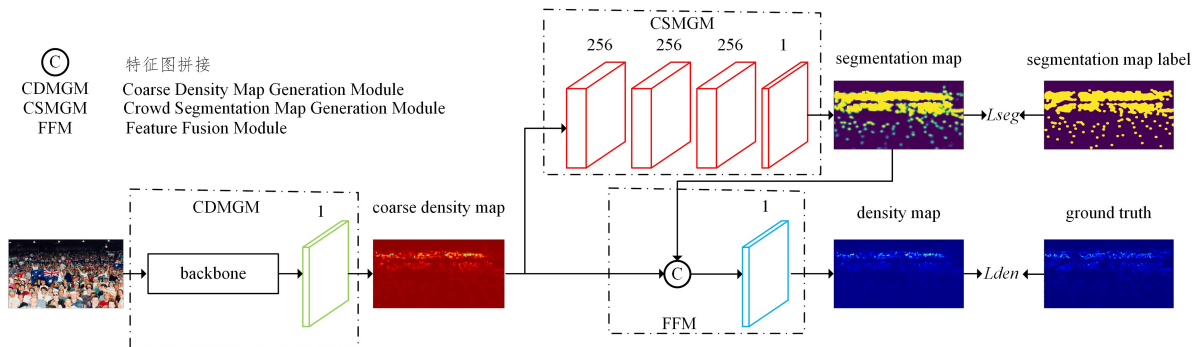 C 特征图拼接
CDMGM Coarse Density Map Generation Module
CSMGM Crowd Segmentation Map Generation Module
FFM Feature Fusion Module
CSMGM
256 256 256 1
segmentation map
segmentation map label
Lseg
CDMGM
1
backbone
coarse density map
C
1
FFM
density map
ground truth
Lden